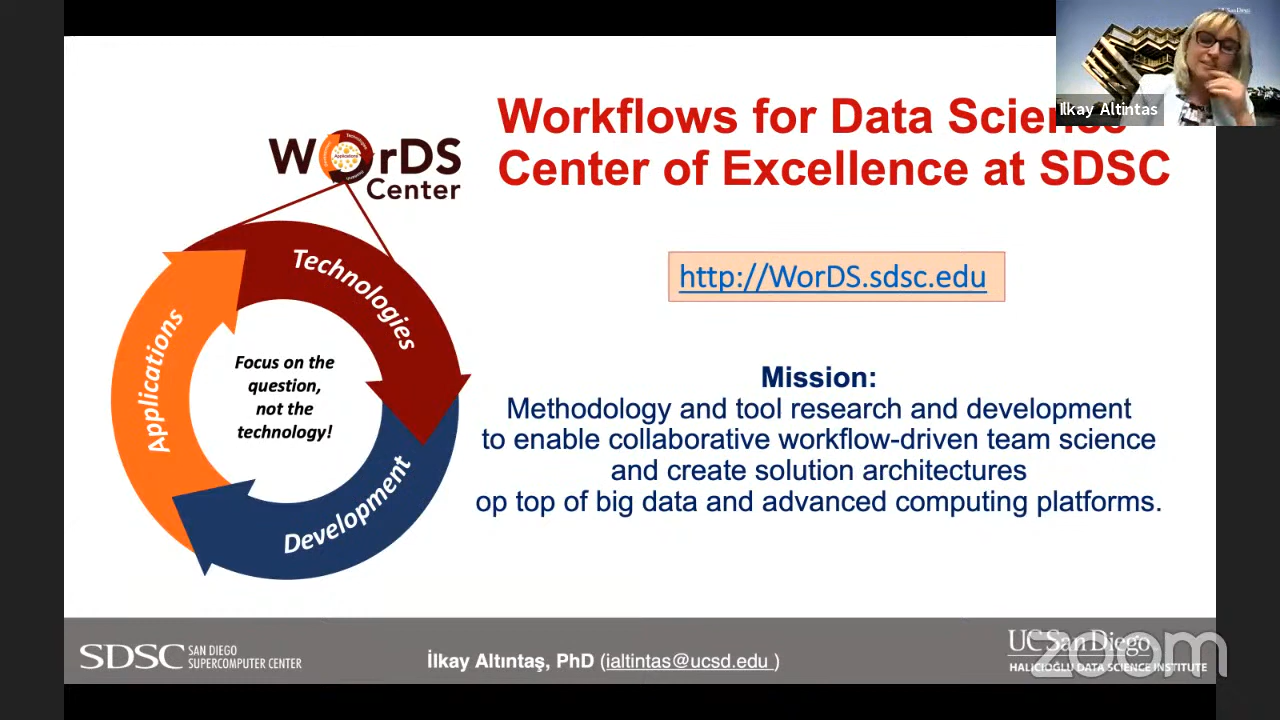 Workflows for Data Science
Center of Excellence at SDSC
Ilkay Altintas
WorDS
Center
http://WorDS.sdsc.edu
Technologies
Applications
Development
Focus on the
question,
not the
technology!
Mission:
Methodology and tool research and development
to enable collaborative workflow-driven team science
and create solution architectures
op top of big data and advanced computing platforms.
SDSC SAN DIEGO
SUPERCOMPUTER CENTER
İlkay Altıntaş, PhD (ialtintas@ucsd.edu )
UC San Diego
HALICIOĞLU DATA SCIENCE INSTITUTE
zoom